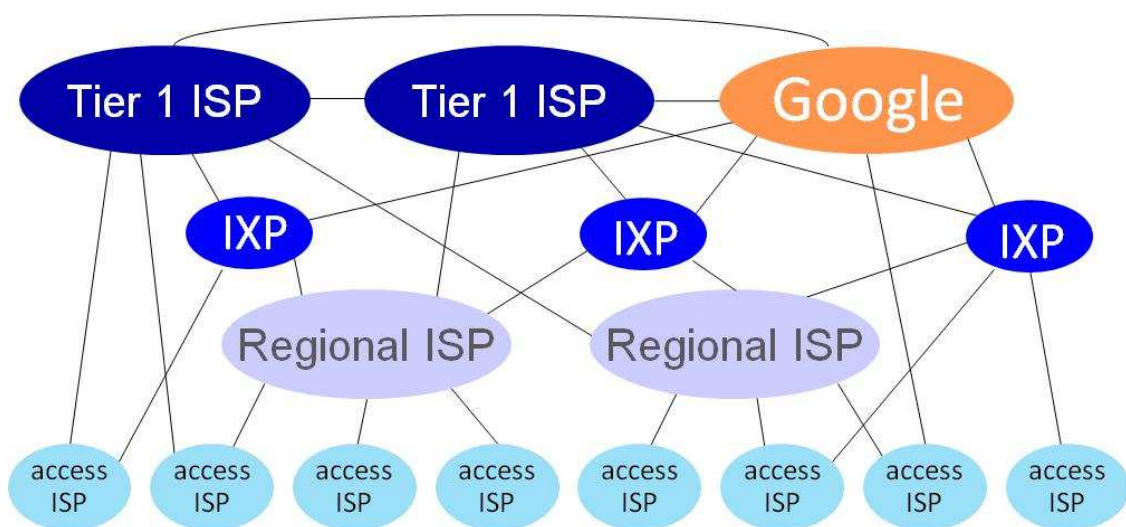 Tier 1 ISP
Tier 1 ISP
Google
IXP
IXP
IXP
Regional ISP
Regional ISP
access
ISP
access
ISP
access
ISP
access
ISP
access
ISP
access
ISP
access
ISP
access
ISP